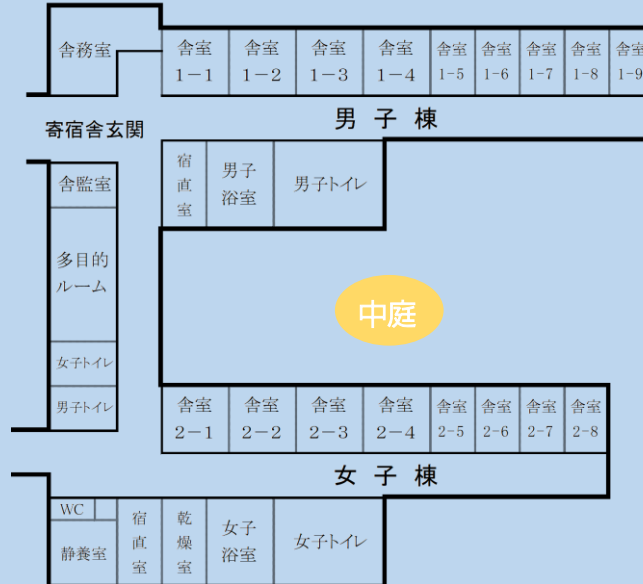 舎務室
舎室
1－1
舎室
1－2
舎室
1－3
舎室
1－4
舎室
1-5
舎室
1-6
舎室
1-7
舎室
1-8
舎室
1-9
男子棟
寄宿舎玄関
宿直室
男子
浴室
男子トイレ
舎監室
多目的
ルーム
中庭
女子トイレ
男子トイレ
舎室
2－1
舎室
2－2
舎室
2－3
舎室
2－4
舎室
2-5
舎室
2-6
舎室
2-7
舎室
2-8
女子棟
WC
静養室
宿直室
乾燥室
女子
浴室
女子トイレ